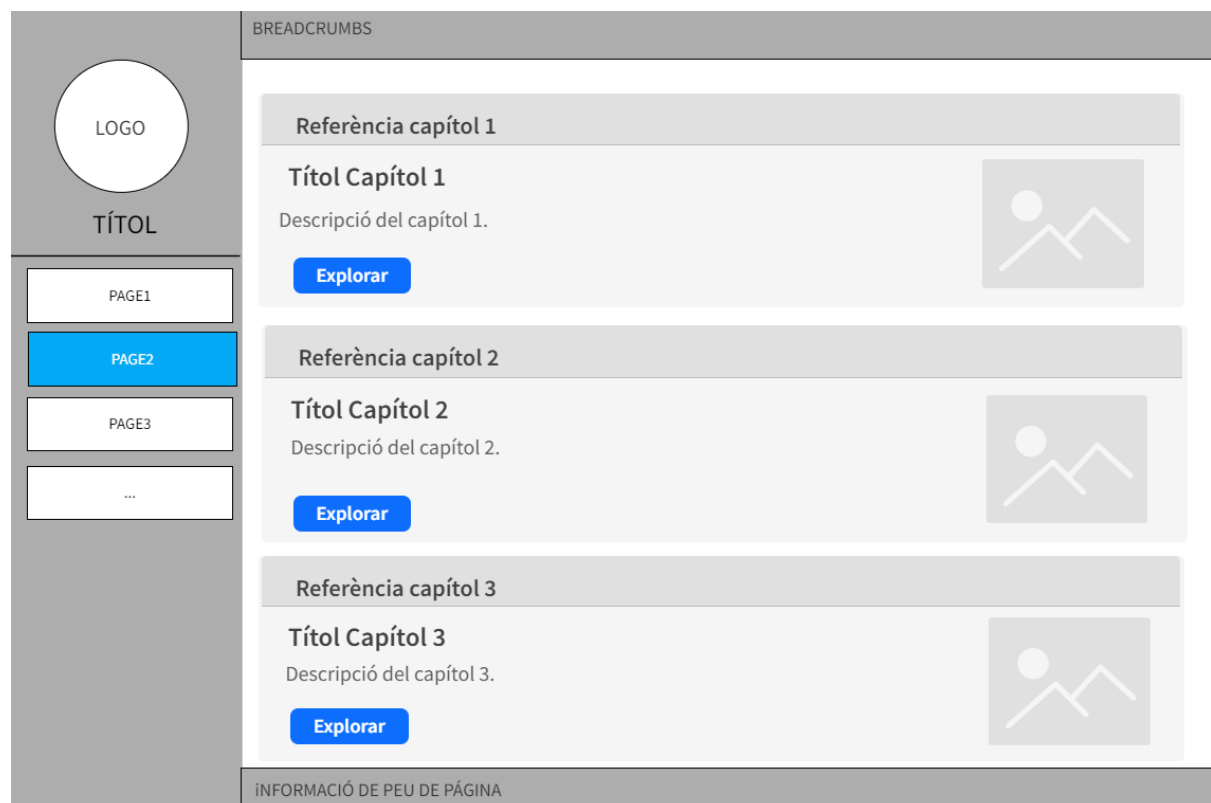 BREADCRUMBS
LOGO
TÍTOL
PAGE1
PAGE2
PAGE3
...
Referència capítol 1
Títol Capítol 1
Descripció del capítol 1.
Explorar
Referència capítol 2
Títol Capítol 2
Descripció del capítol 2.
Explorar
Referència capítol 3
Títol Capítol 3
Descripció del capítol 3.
Explorar
iNFORMACIÓ DE PEU DE PÁGINA